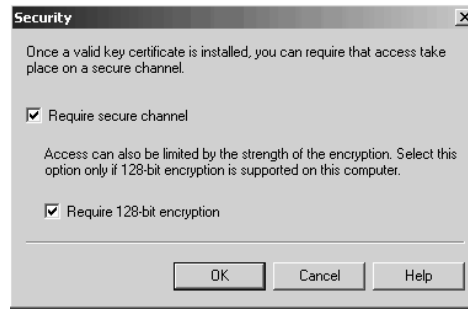 Security
Once a valid key certificate is installed, you can require that access take
place on a secure channel.
Require secure channel
Access can also be limited by the strength of the encryption. Select this
option only if 128-bit encryption is supported on this computer.
Require 128-bit encryption
OK Cancel Help